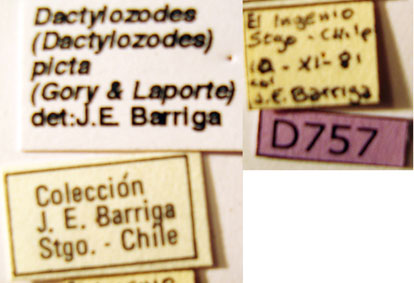 Dactylozodes
(Dactylozodes)
picta
(Gory & Laporte)
det:J.E. Barriga
El Ingenio
Stgo - Chile
- XI - 81
J.E. Barriga
D757
Colección
J. E. Barriga
Stgo. - Chile